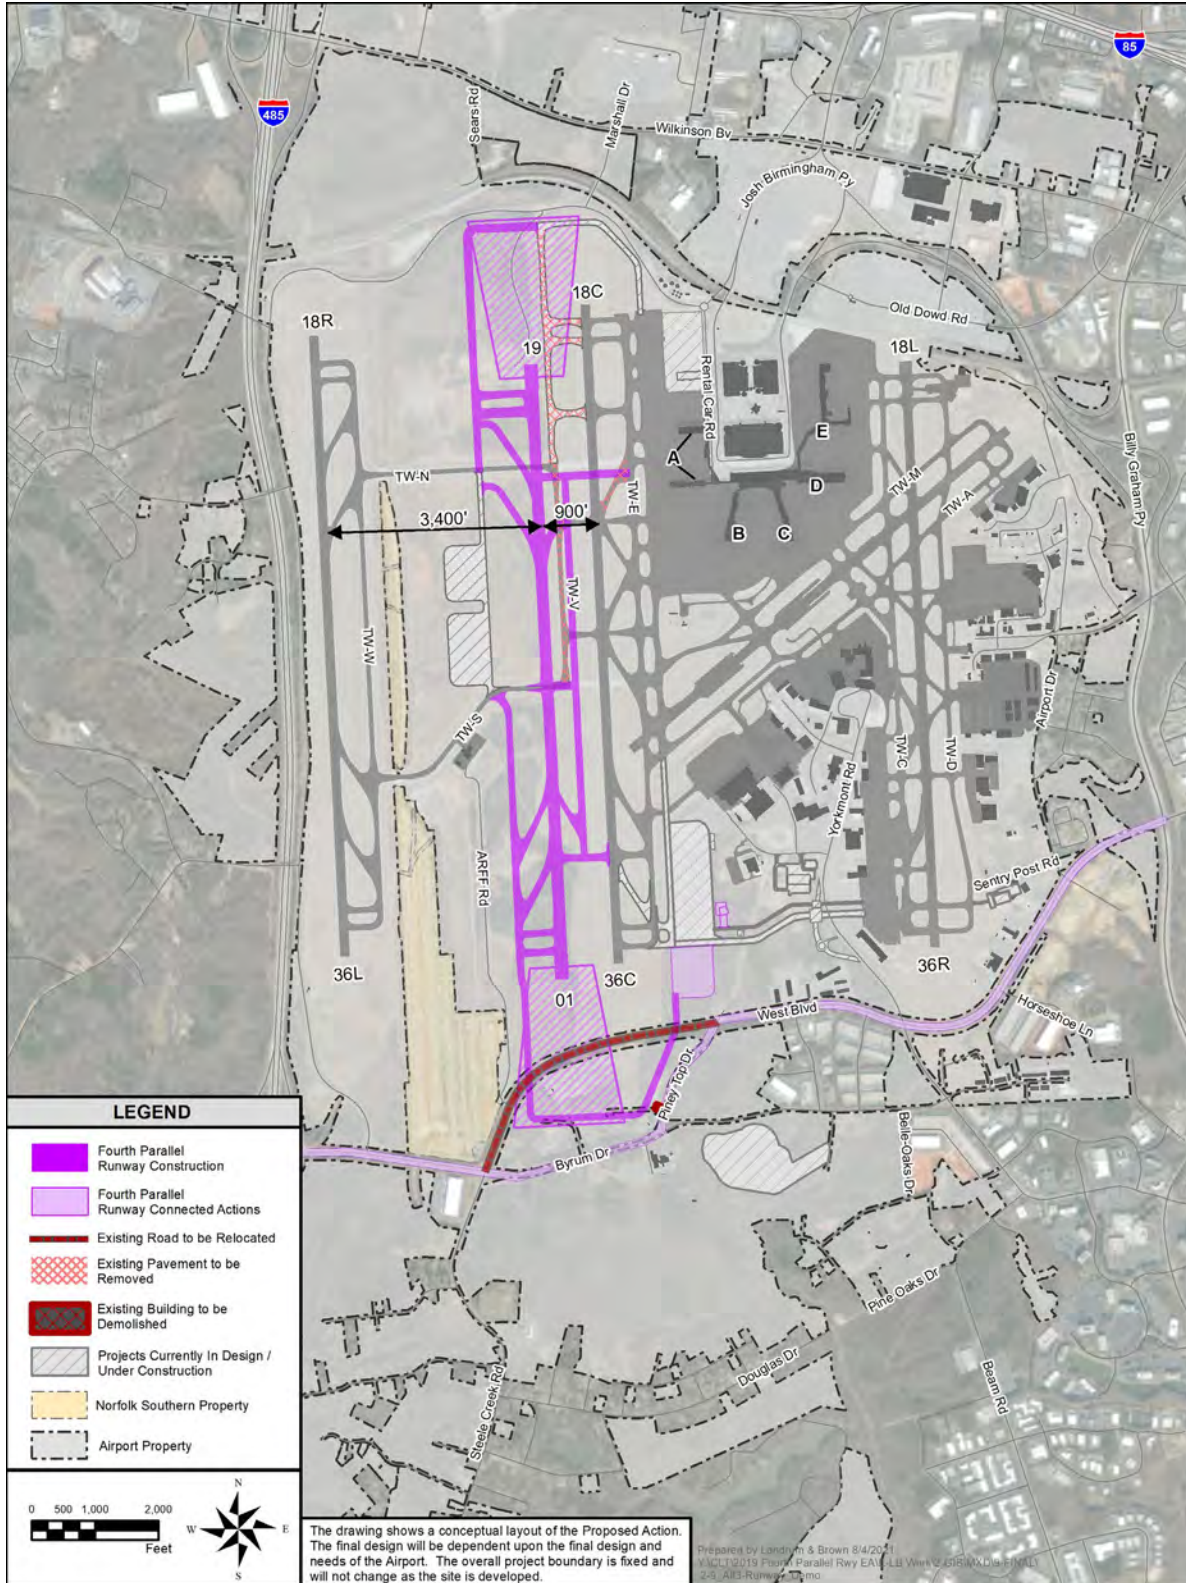 85
485
Sears Rd
Marshall Dr
Wilkinson Bv
Josh Birmingham Py
Old Dowd Rd
18R
18C
19
18L
Rental Car Rd
Billy Graham Py
A
E
D
B
C
TW-N
TW-E
TW-M
TW-A
3,400'
900'
TW-V
TW-W
TW-S
Airport Dr
TW-C
TW-D
Yorkmont Rd
ARFF Rd
Sentry Post Rd
36L
01
36C
36R
West Blvd
Horseshoe Ln
Piney Top Dr
Byrum Dr
Belle-Oaks Dr
Pine Oaks Dr
Douglas Dr
Beam Rd
Steele Creek Rd
LEGEND
Fourth Parallel
Runway Construction
Fourth Parallel
Runway Connected Actions
Existing Road to be Relocated
Existing Pavement to be
Removed
Existing Building to be
Demolished
Projects Currently In Design /
Under Construction
Norfolk Southern Property
Airport Property
0 500 1,000 2,000
Feet
N
W E
S
The drawing shows a conceptual layout of the Proposed Action.
The final design will be dependent upon the final design and
needs of the Airport. The overall project boundary is fixed and
will not change as the site is developed.
Prepared by Landrum & Brown 8/4/2021